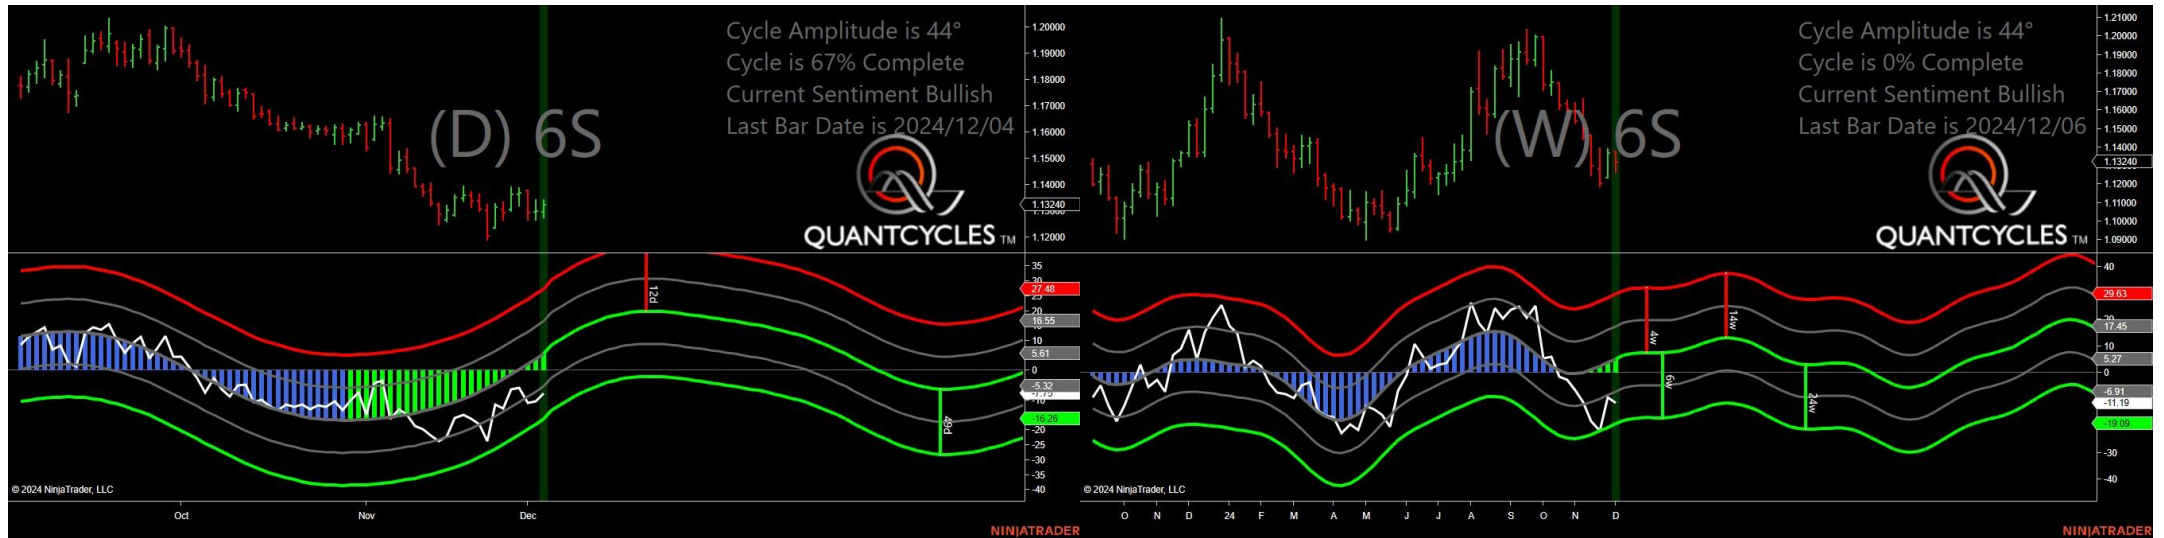 Cycle Amplitude is 44°
Cycle is 67% Complete
Current Sentiment Bullish
Last Bar Date is 2024/12/04
(D) 6S
QUANTCYCLES TM
1.20000
1.19000
1.18000
1.17000
1.16000
1.15000
1.14000
1.13240
1.12000
35
30
27.48
25
20
16.55
10
5.61
0
-5.32
-7.75
-10
-16.26
-20
-25
-30
-35
-40
12d
49d
© 2024 NinjaTrader, LLC
Oct
Nov
Dec
NINJATRADER
Cycle Amplitude is 44°
Cycle is 0% Complete
Current Sentiment Bullish
Last Bar Date is 2024/12/06
(W) 6S
QUANTCYCLES TM
1.21000
1.20000
1.19000
1.18000
1.17000
1.16000
1.15000
1.14000
1.13240
1.12000
1.11000
1.10000
1.09000
40
29.63
20
17.45
10
5.27
0
-6.91
-11.19
-19.09
-30
-40
4w
14w
6w
24w
© 2024 NinjaTrader, LLC
O
N
D
24
F
M
A
M
J
J
A
S
O
N
D
NINJATRADER